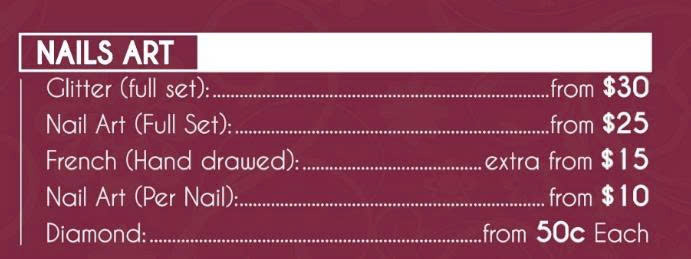 NAILS ART
Glitter (full set):..........................................................from $30
Nail Art (Full Set):......................................................from $25
French (Hand drawed):...............................extra from $15
Nail Art (Per Nail):..................................................... from $10
Diamond:.........................................................from 50c Each